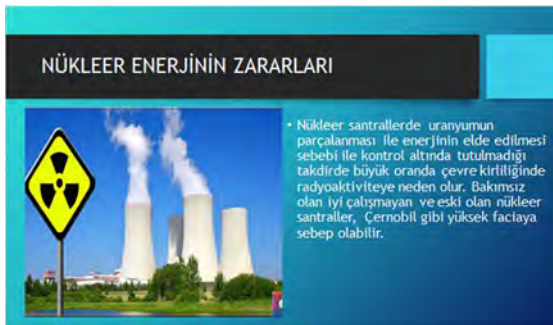 NÜKLEER ENERJİNİN ZARARLARI
• Nükleer santrallerde uranyumun
parçalanması ile enerjinin elde edilmesi
sebebi ile kontrol altında tutulmadığı
takdirde büyük oranda çevre kirliliğinde
radyoaktiviteye neden olur. Bakımsız
olan iyi çalışmayan ve eski olan nükleer
santraller, Çernobil gibi yüksek faciaya
sebep olabilir.